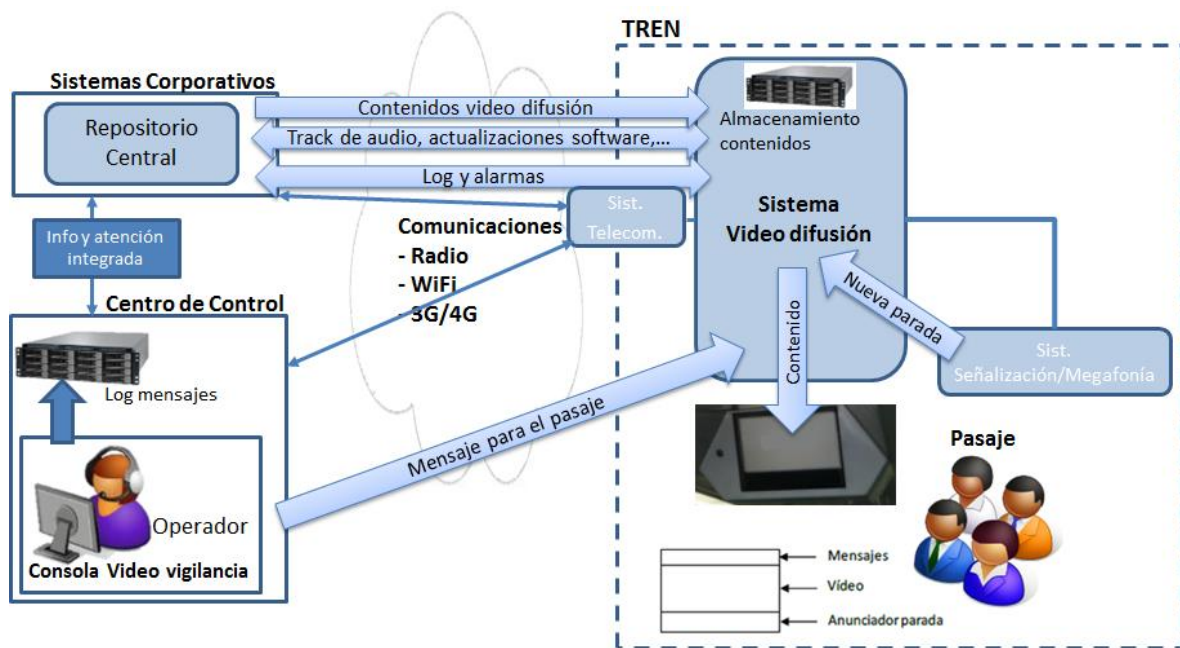 TREN
Sistemas Corporativos
Repositorio
Central
Contenidos video difusión
Track de audio, actualizaciones software,...
Log y alarmas
Almacenamiento
contenidos
Sistema
Video difusión
Sist.
Telecom.
Comunicaciones
- Radio
- WiFi
- 3G/4G
Info y atención
integrada
Centro de Control
Log mensajes
Operador
Consola Video vigilancia
Mensaje para el pasaje
Contenido
Nueva parada
Sist.
Señalización/Megafonía
Pasaje
Mensajes
Vídeo
Anunciador parada